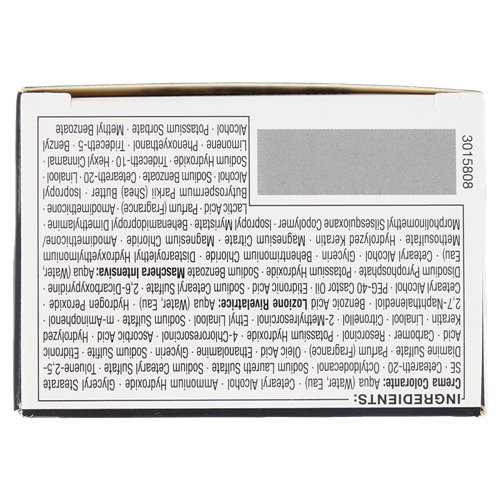 INGREDIENTS:
Crema Colorante: Aqua (Water, Eau) · Cetearyl Alcohol · Ammonium Hydroxide · Glyceryl Stearate
SE · Ceteareth-20 · Octyldodecanol · Sodium Laureth Sulfate · Sodium Cetearyl Sulfate · Toluene-2,5-
Diamine Sulfate · Parfum (Fragrance) · Oleic Acid · Ethanolamine · Glycerin · Sodium Sulfite · Etidronic
Acid · Carbomer · Resorcinol · Potassium Hydroxide · 4-Chlororesorcinol · Ascorbic Acid · Hydrolyzed
Keratin · Linalool · Citronellol · 2-Methylresorcinol · Ethyl Linalool · Sodium Sulfate · m-Aminophenol ·
2,7-Naphthalenediol · Benzoic Acid Lozione Rivelatrice: Aqua (Water, Eau) · Hydrogen Peroxide ·
Cetearyl Alcohol · PEG-40 Castor Oil · Etidronic Acid · Sodium Cetearyl Sulfate · 2,6-Dicarboxypyridine ·
Disodium Pyrophosphate · Potassium Hydroxide · Sodium Benzoate Maschera Intensiva: Aqua (Water,
Eau) · Cetearyl Alcohol · Glycerin · Behentrimonium Chloride · Distearoylethyl Hydroxyethylmonium
Methosulfate · Hydrolyzed Keratin · Magnesium Citrate · Magnesium Chloride · Amodimethicone/
Morpholinomethyl Silsesquioxane Copolymer · Isopropyl Myristate · Behenamidopropyl Dimethylamine ·
Lactic Acid · Parfum (Fragrance) · Amodimethicone ·
Butyrospermum Parkii (Shea) Butter · Isopropyl
Alcohol · Sodium Benzoate · Ceteareth-20 · Linalool ·
Sodium Hydroxide · Trideceth-10 · Hexyl Cinnamal ·
Limonene · Phenoxyethanol · Trideceth-5 · Benzyl
Alcohol · Potassium Sorbate · Methyl Benzoate
3015808